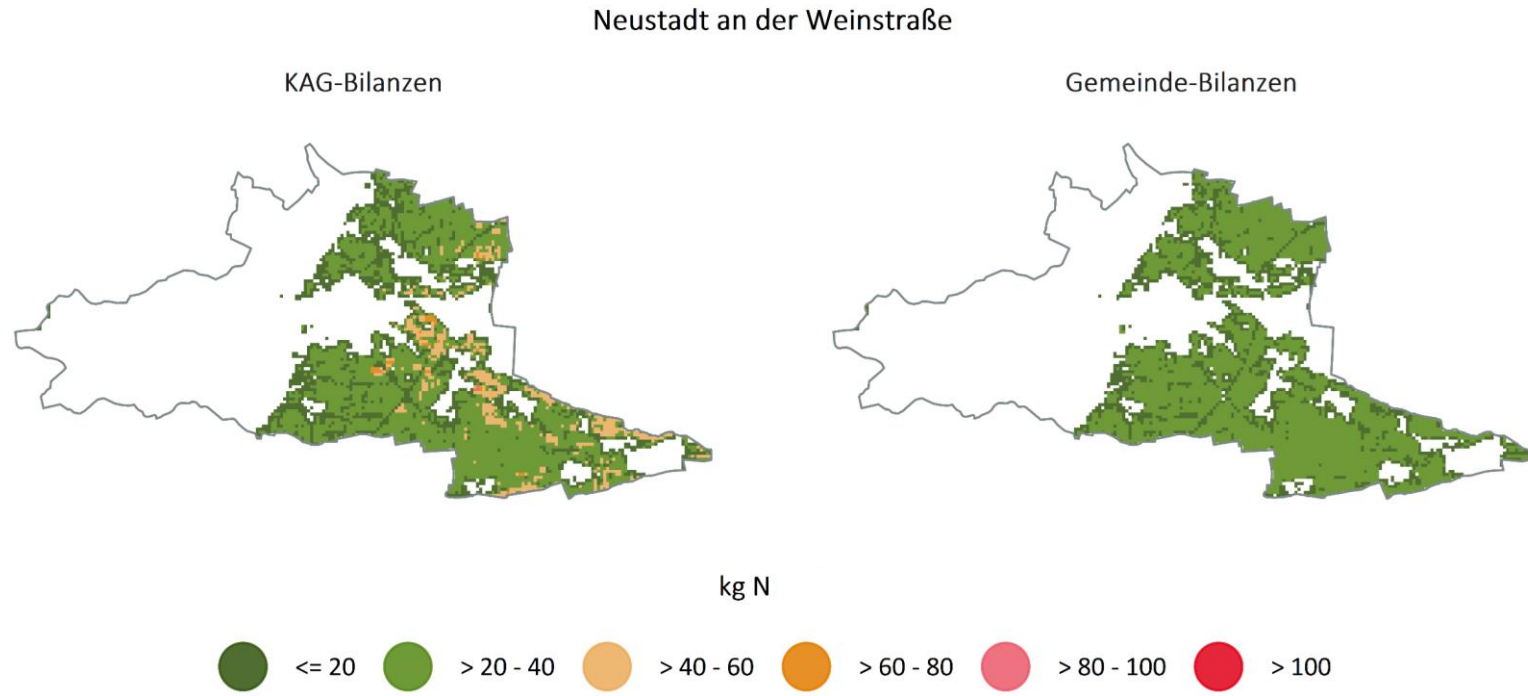 Neustadt an der Weinstraße
KAG-Bilanzen
Gemeinde-Bilanzen
kg N
<= 20
> 20 - 40
> 40 - 60
> 60 - 80
> 80 - 100
> 100